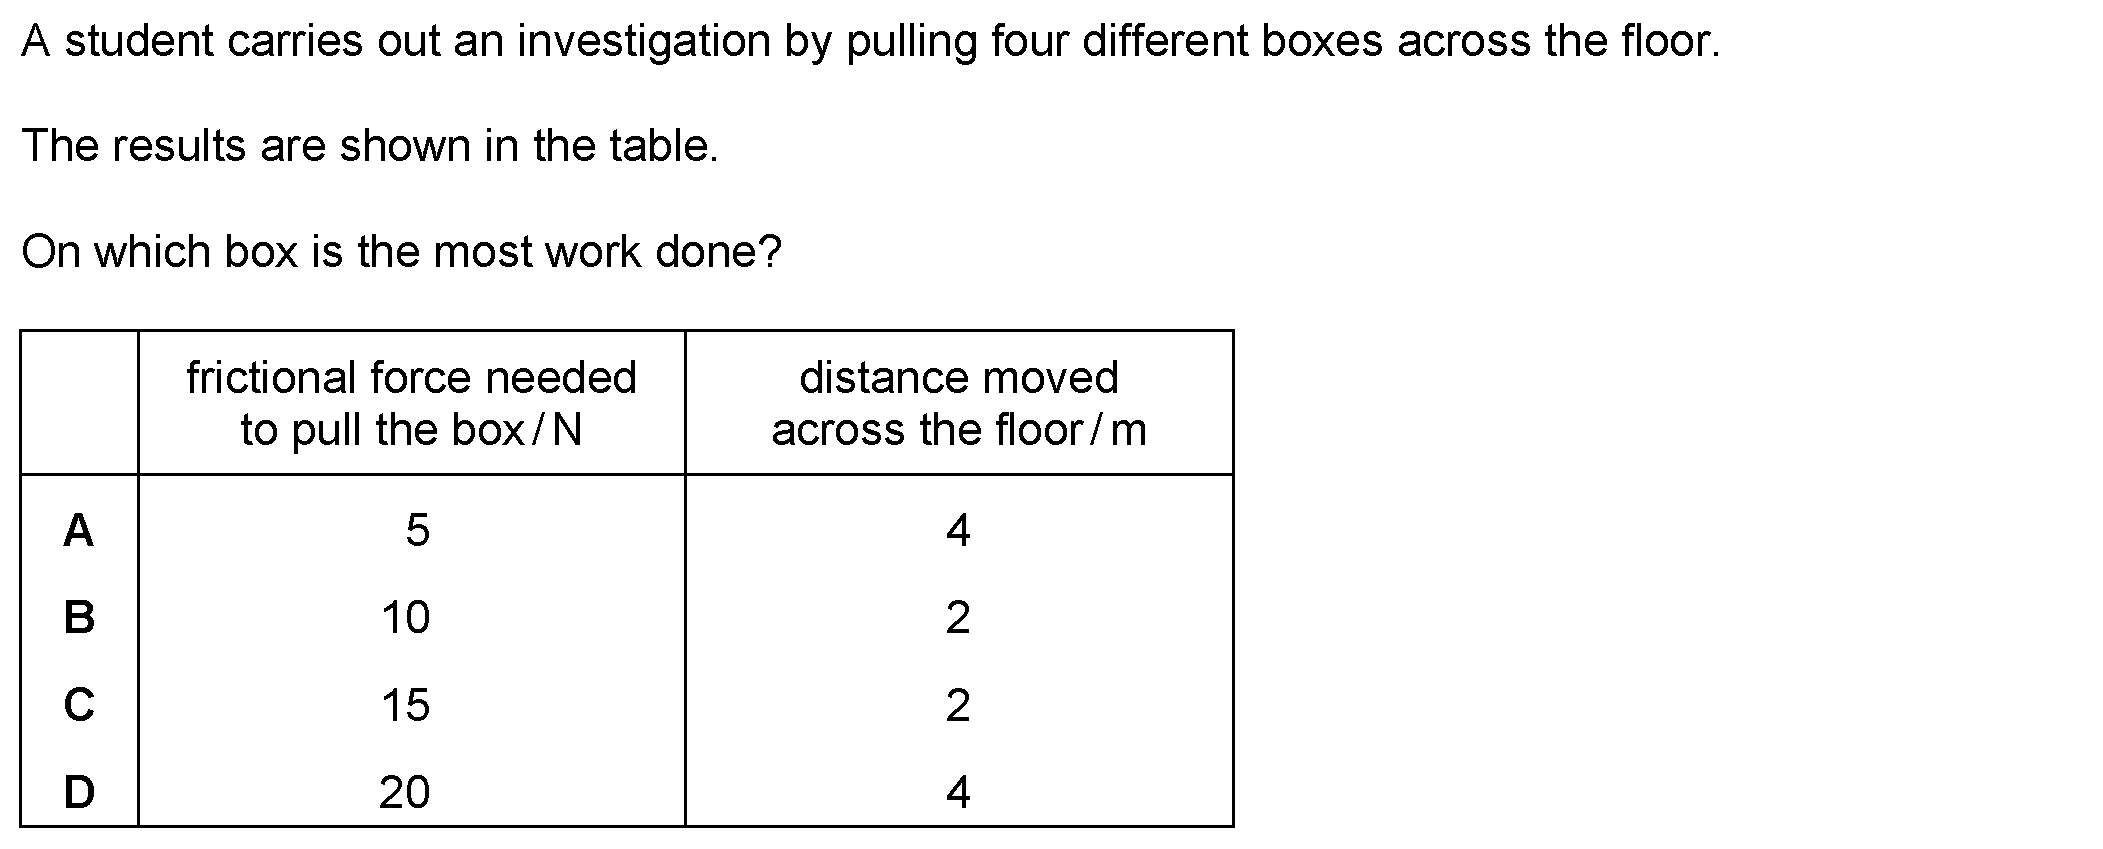 A student carries out an investigation by pulling four different boxes across the floor.
The results are shown in the table.
On which box is the most work done?
frictional force needed
to pull the box / N
distance moved
across the floor / m
A 5 4
B 10 2
C 15 2
D 20 4